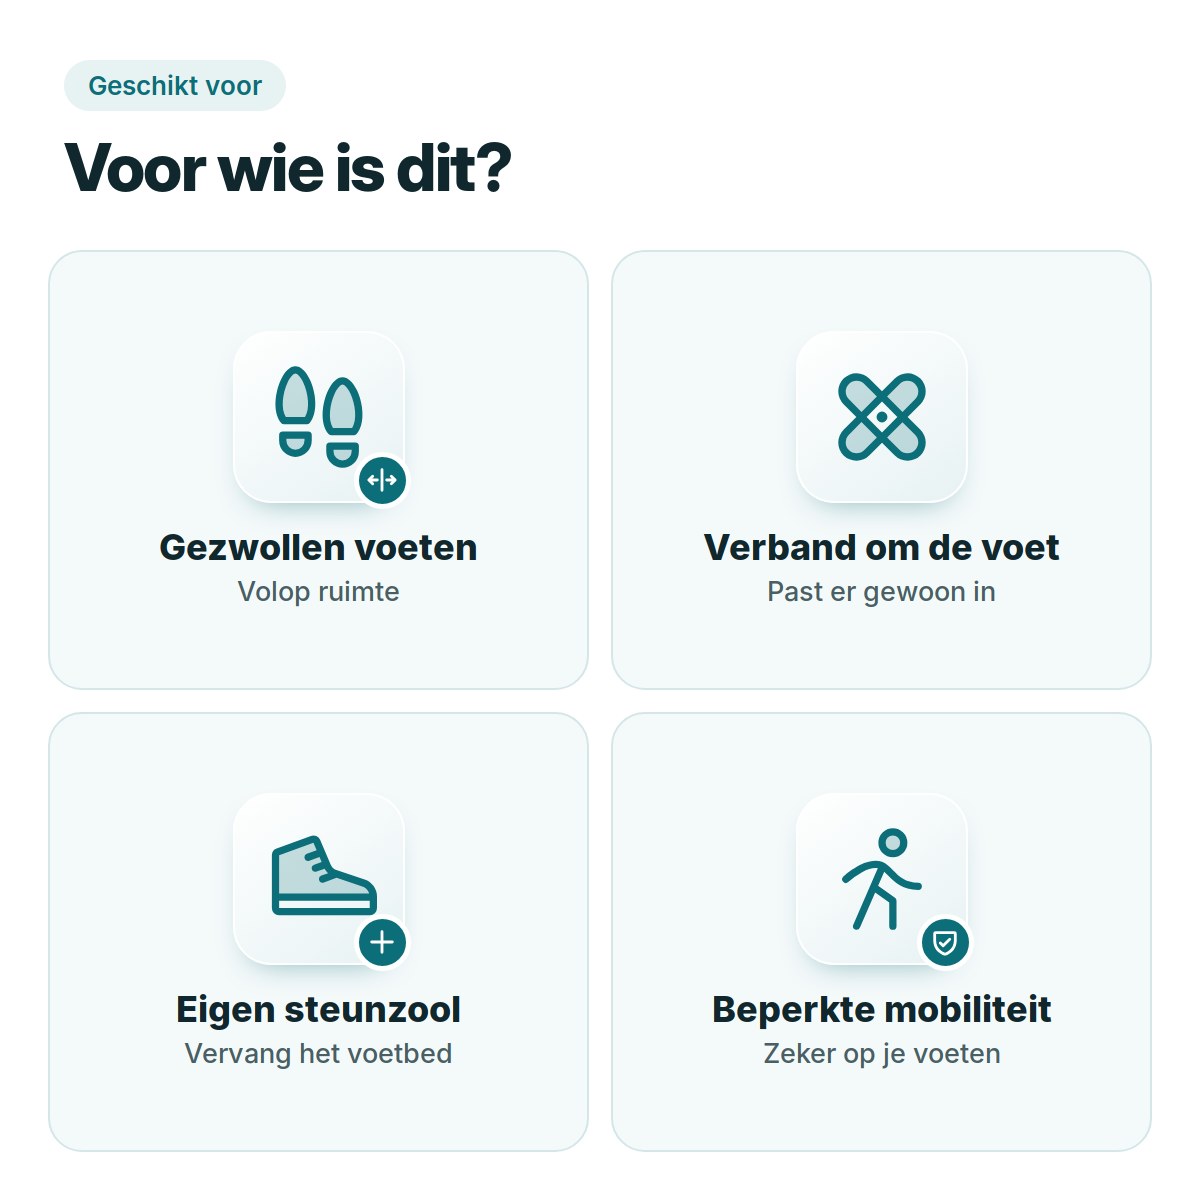 Geschikt voor
Voor wie is dit?
Gezwollen voeten
Volop ruimte
Verband om de voet
Past er gewoon in
Eigen steunzool
Vervang het voetbed
Beperkte mobiliteit
Zeker op je voeten